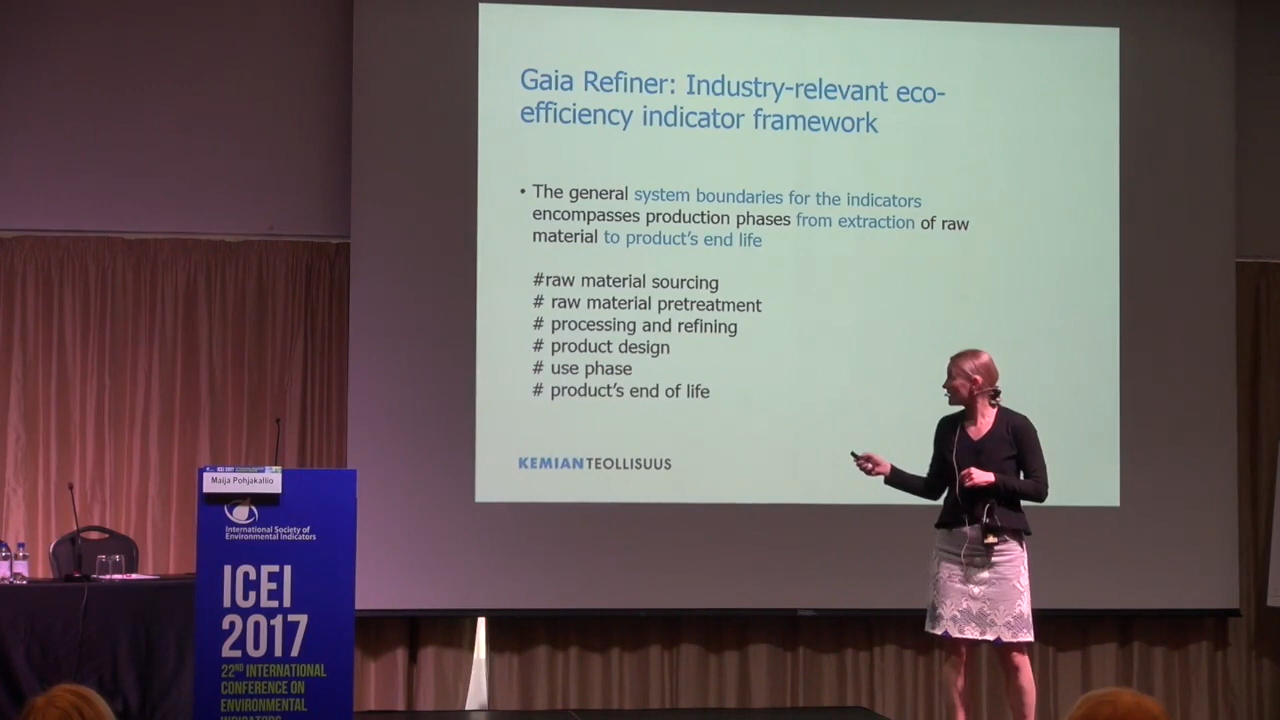 Gaia Refiner: Industry-relevant eco-
efficiency indicator framework
• The general system boundaries for the indicators
encompasses production phases from extraction of raw
material to product's end life
#raw material sourcing
# raw material pretreatment
# processing and refining
# product design
# use phase
# product's end of life
KEMIANTEOLLISUUS
ICEI 2017
Maija Pohjakallio
International Society of
Environmental Indicators
ICEI
2017
22ND INTERNATIONAL
CONFERENCE ON
ENVIRONMENTAL
INDICATORS